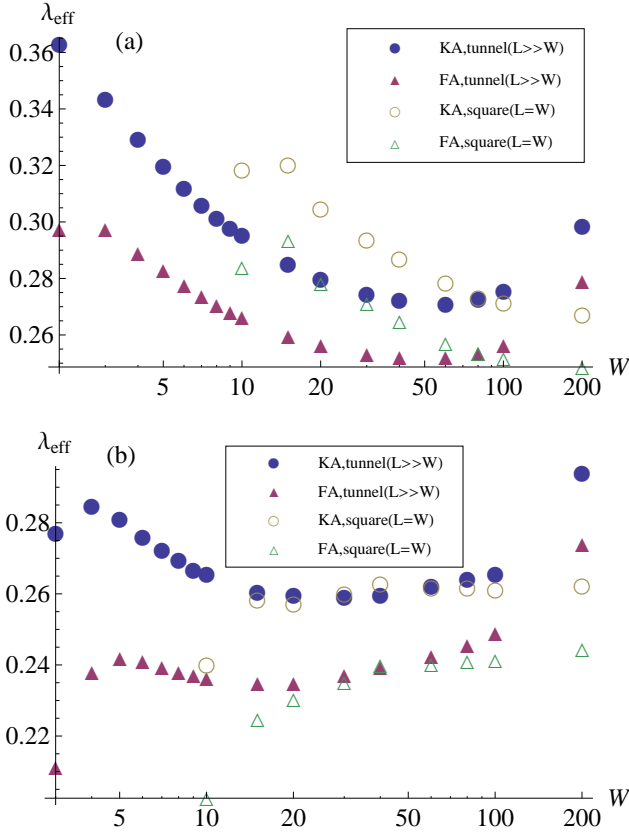 λeff
(a)
KA,tunnel(L>>W)
FA,tunnel(L>>W)
KA,square(L=W)
FA,square(L=W)
0.36
0.34
0.32
0.30
0.28
0.26
5 10 20 50 100 200 W
λeff
(b)
KA,tunnel(L>>W)
FA,tunnel(L>>W)
KA,square(L=W)
FA,square(L=W)
0.28
0.26
0.24
0.22
5 10 20 50 100 200 W